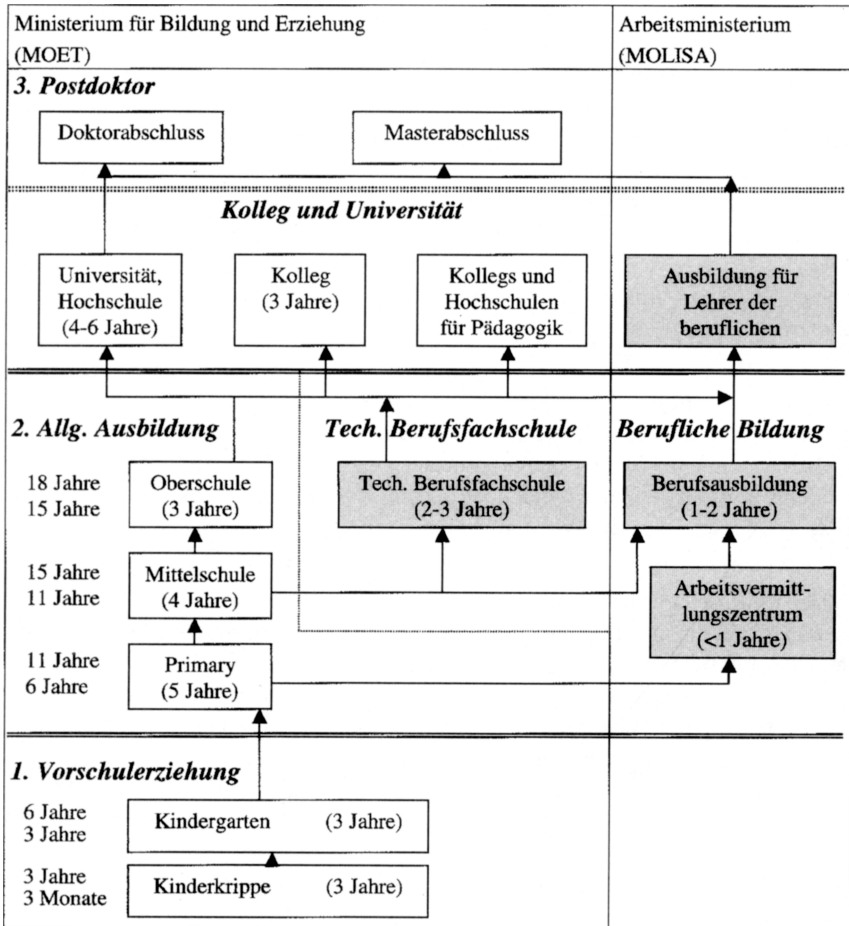 Ministerium für Bildung und Erziehung
(MOET)
Arbeitsministerium
(MOLISA)
3. Postdoktor
Doktorabschluss
Masterabschluss
Kolleg und Universität
Universität,
Hochschule
(4-6 Jahre)
Kolleg
(3 Jahre)
Kollegs und
Hochschulen
für Pädagogik
Ausbildung für
Lehrer der
beruflichen
2. Allg. Ausbildung
Tech. Berufsfachschule
Berufliche Bildung
18 Jahre
15 Jahre
Oberschule
(3 Jahre)
Tech. Berufsfachschule
(2-3 Jahre)
Berufsausbildung
(1-2 Jahre)
15 Jahre
11 Jahre
Mittelschule
(4 Jahre)
Arbeitsvermitt-
lungszentrum
(<1 Jahre)
11 Jahre
6 Jahre
Primary
(5 Jahre)
1. Vorschulerziehung
6 Jahre
3 Jahre
Kindergarten (3 Jahre)
3 Jahre
3 Monate
Kinderkrippe (3 Jahre)